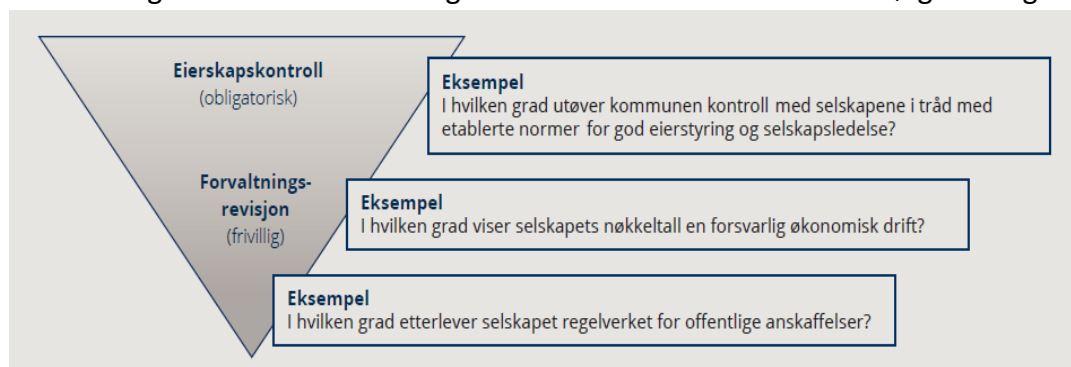 Eierskapskontroll
(obligatorisk)
Eksempel
I hvilken grad utøver kommunen kontroll med selskapene i tråd med
etablerte normer for god eierstyring og selskapsledelse?
Forvaltnings-
revisjon
(frivillig)
Eksempel
I hvilken grad viser selskapets nøkkeltall en forsvarlig økonomisk drift?
Eksempel
I hvilken grad etterlever selskapet regelverket for offentlige anskaffelser?